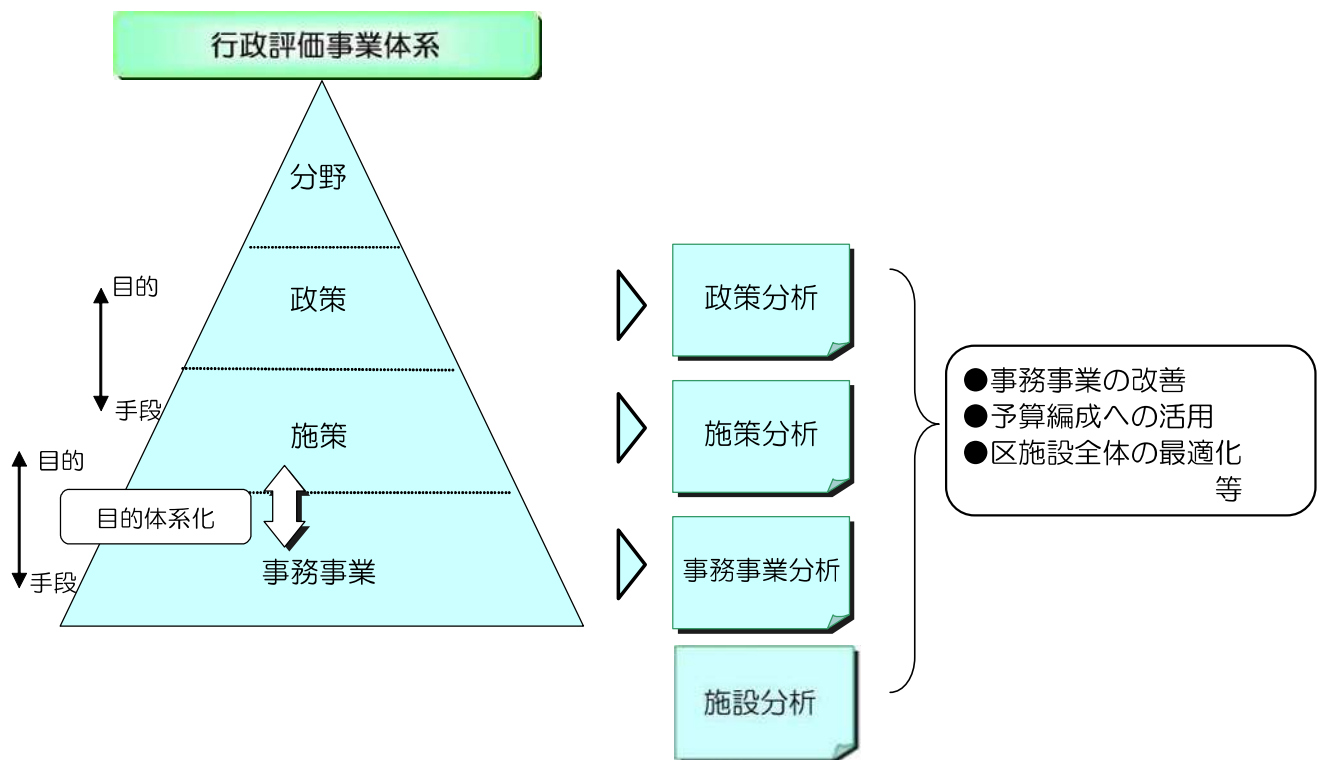 行政評価事業体系
分野
目的
政策
手段
施策
目的
目的体系化
手段
事務事業
政策分析
施策分析
事務事業分析
施設分析
●事務事業の改善
●予算編成への活用
●区施設全体の最適化
等